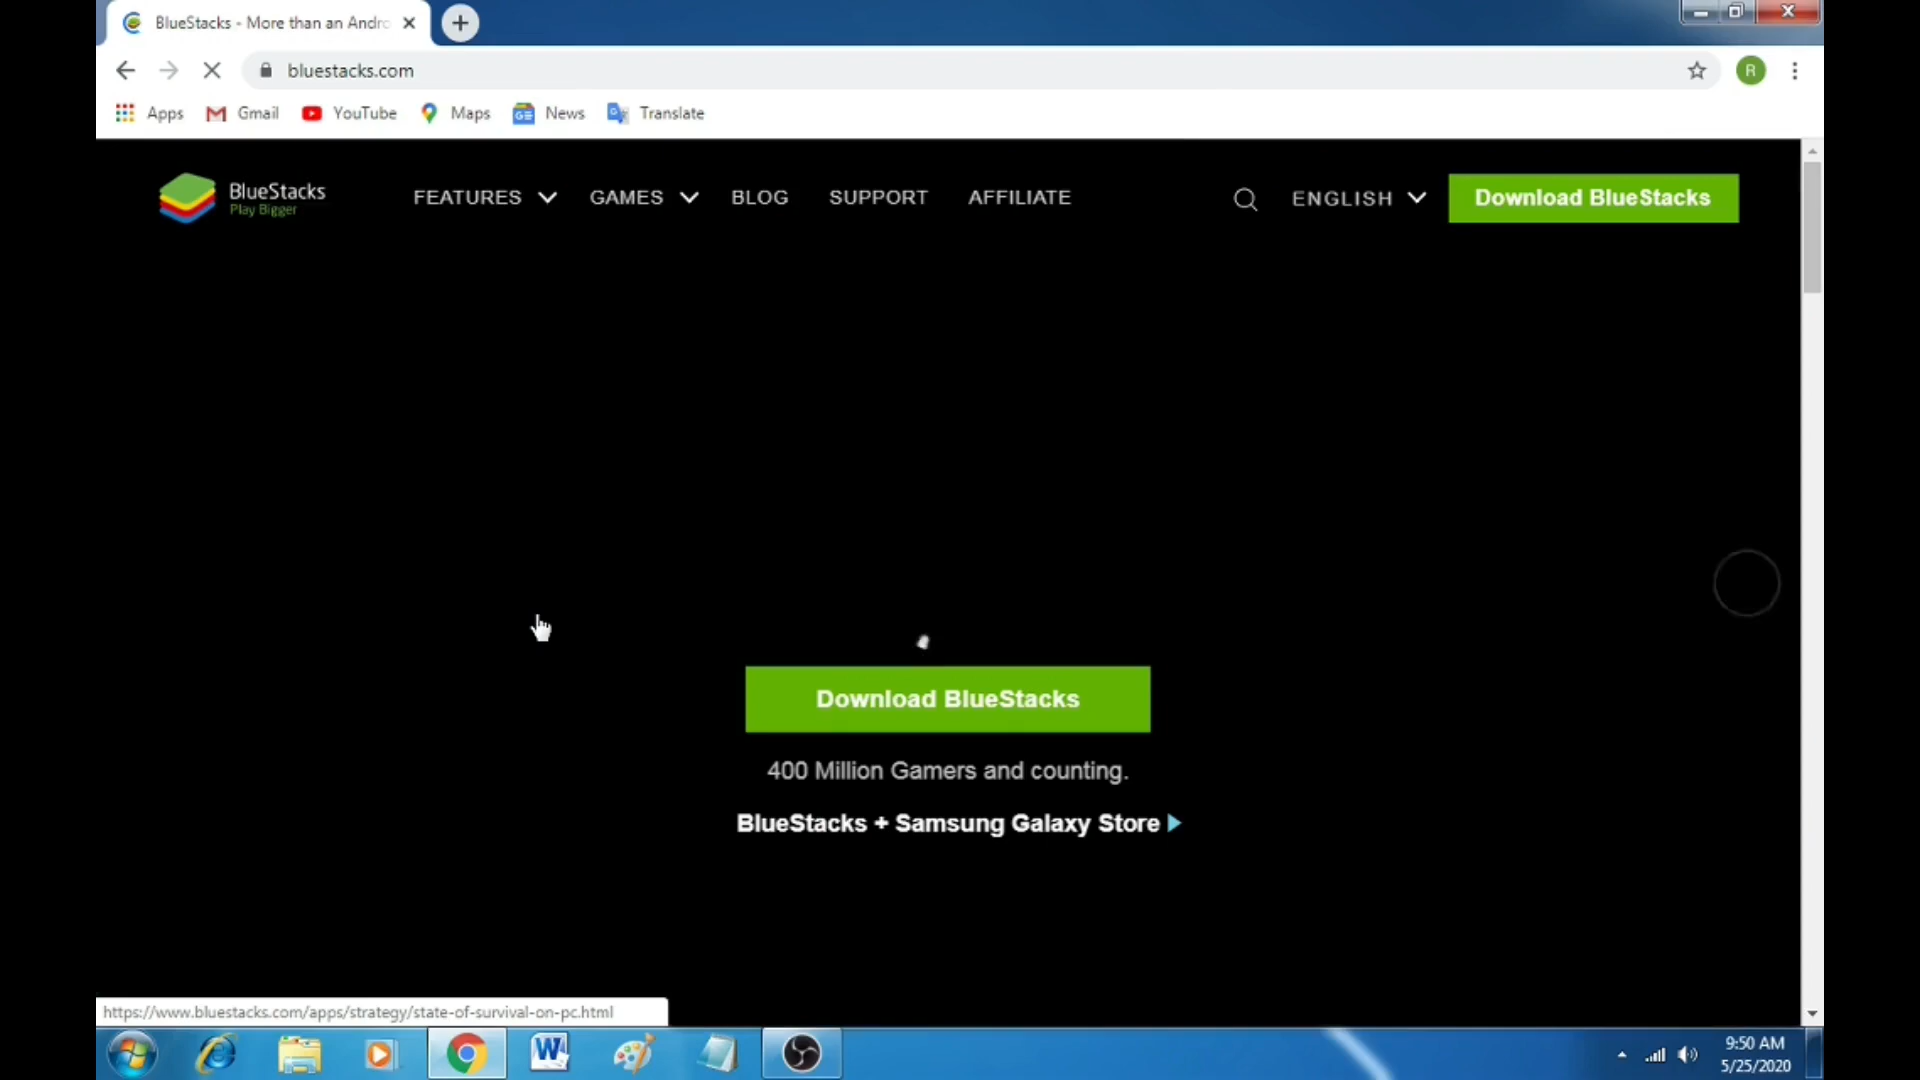 BlueStacks - More than an Andro
bluestacks.com
R
Apps Gmail YouTube Maps GE News Translate
BlueStacks
Play Bigger
FEATURES GAMES BLOG SUPPORT AFFILIATE ENGLISH Download BlueStacks
Download BlueStacks
400 Million Gamers and counting.
BlueStacks + Samsung Galaxy Store
https://www.bluestacks.com/apps/strategy/state-of-survival-on-pc.html
W
9:50 AM
5/25/2020